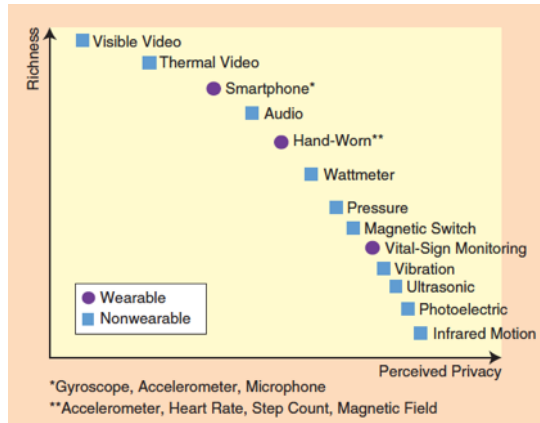 Richness
Visible Video
Thermal Video
Smartphone*
Audio
Hand-Worn**
Wattmeter
Pressure
Magnetic Switch
Vital-Sign Monitoring
Vibration
Ultrasonic
Photoelectric
Infrared Motion
Wearable
Nonwearable
Perceived Privacy
*Gyroscope, Accelerometer, Microphone
**Accelerometer, Heart Rate, Step Count, Magnetic Field